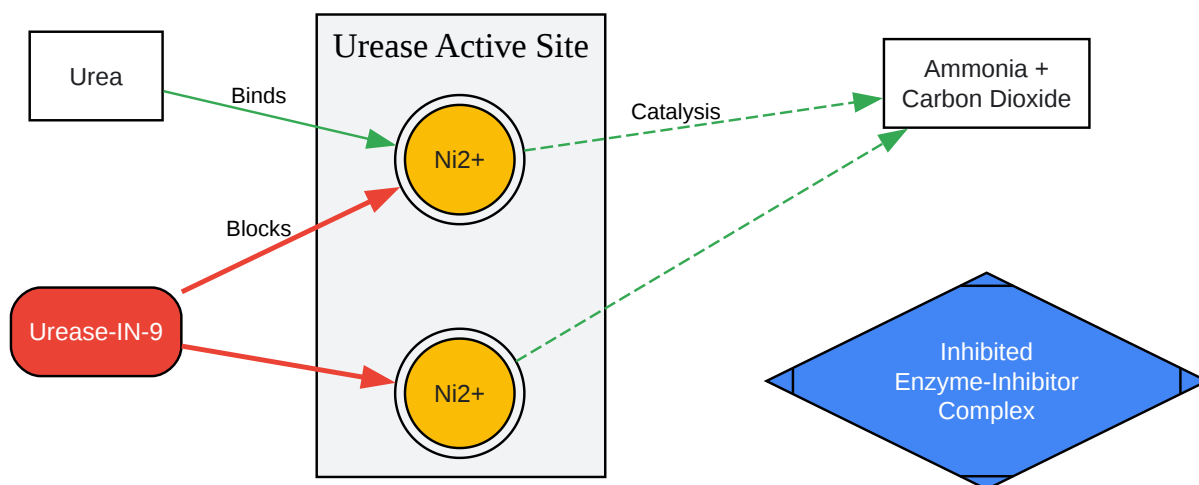 Urease Active Site
Urea
Binds
Ni2+
Catalysis
Ammonia +
Carbon Dioxide
Blocks
Urease-IN-9
Ni2+
Inhibited
Enzyme-Inhibitor
Complex